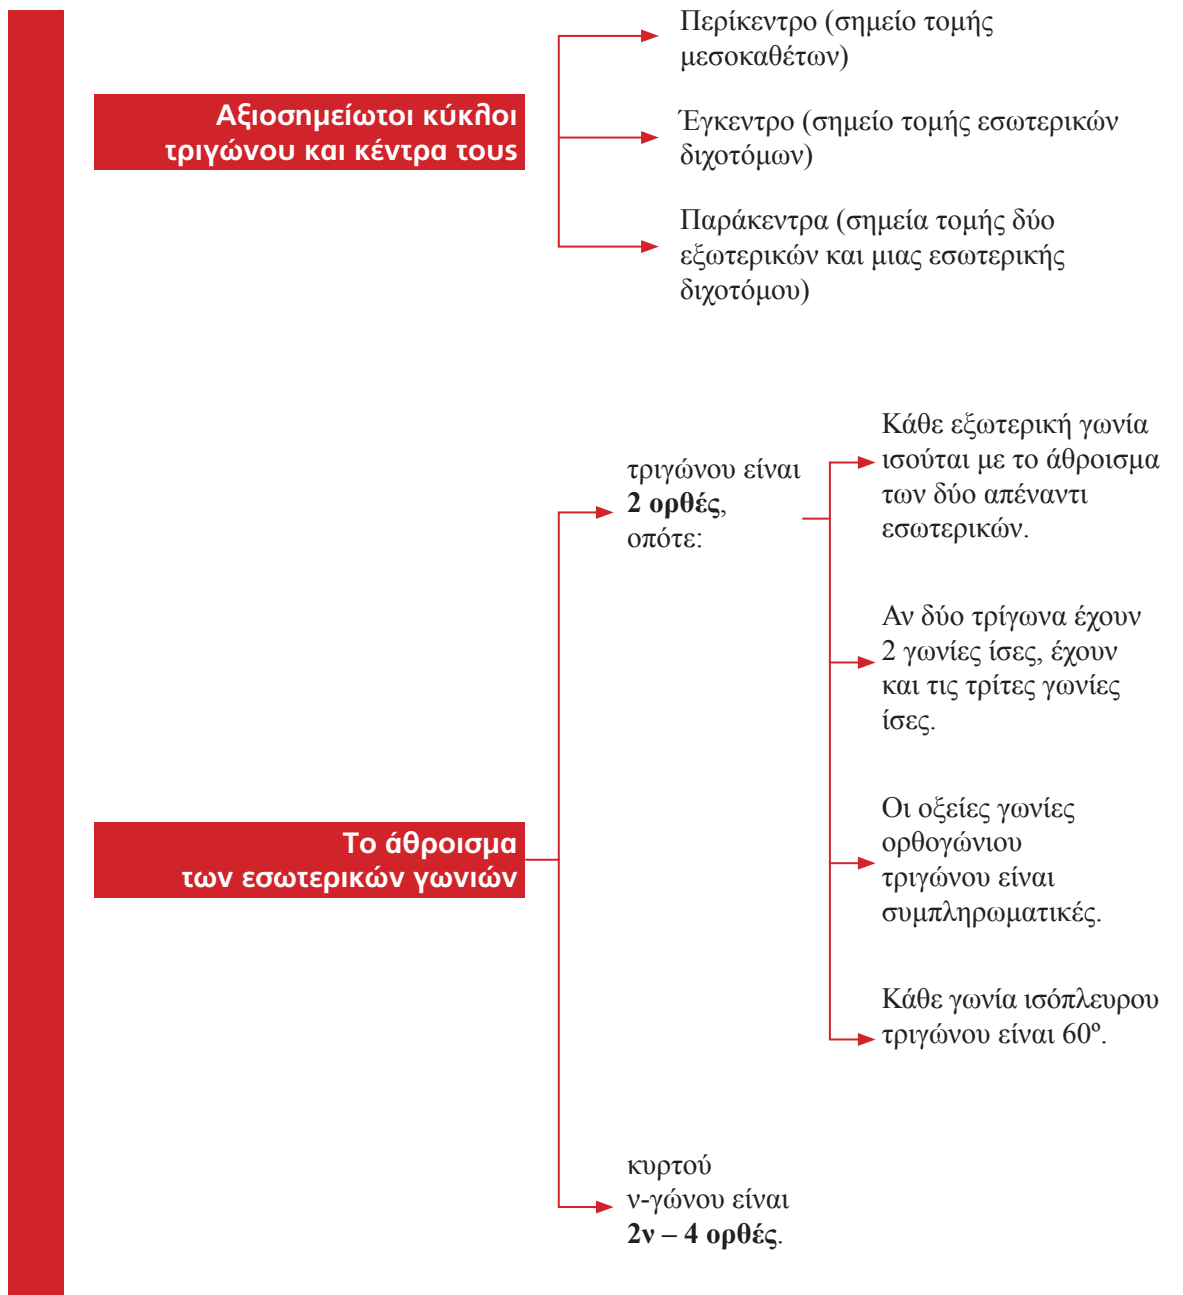 Αξιοσημείωτοι κύκλοι
τριγώνου και κέντρα τους
Περίκεντρο (σημείο τομής
μεσοκαθέτων)
Έγκεντρο (σημείο τομής εσωτερικών
διχοτόμων)
Παράκεντρα (σημεία τομής δύο
εξωτερικών και μιας εσωτερικής
διχοτόμου)
Το άθροισμα
των εσωτερικών γωνιών
τριγώνου είναι
2 ορθές,
οπότε:
Κάθε εξωτερική γωνία
ισούται με το άθροισμα
των δύο απέναντι
εσωτερικών.
Αν δύο τρίγωνα έχουν
2 γωνίες ίσες, έχουν
και τις τρίτες γωνίες
ίσες.
Οι οξείες γωνίες
ορθογώνιου
τριγώνου είναι
συμπληρωματικές.
Κάθε γωνία ισόπλευρου
τριγώνου είναι 60º.
κυρτού
ν-γώνου είναι
2ν – 4 ορθές.